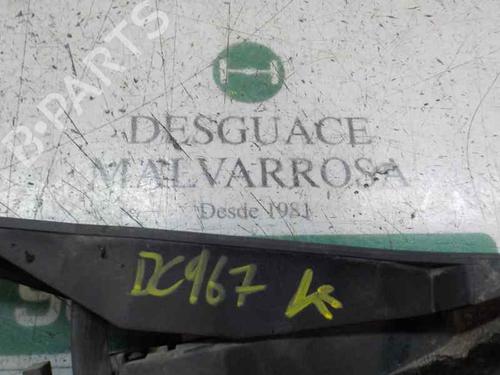 B-PARTS
DESGUACE
MALVARROSA
Desde 1981
DC967